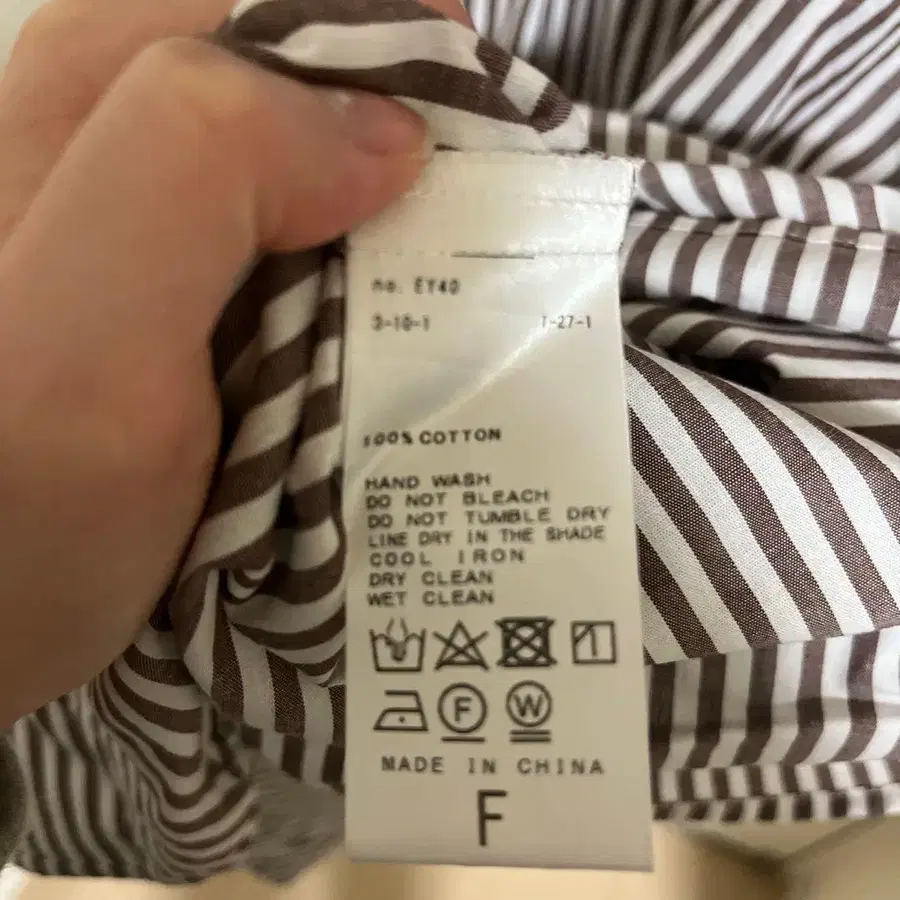 no. EY40
3-10-1 T-27-1
100% COTTON
HAND WASH
DO NOT BLEACH
DO NOT TUMBLE DRY
LINE DRY IN THE SHADE
COOL IRON
DRY CLEAN
WET CLEAN
F W
MADE IN CHINA
F